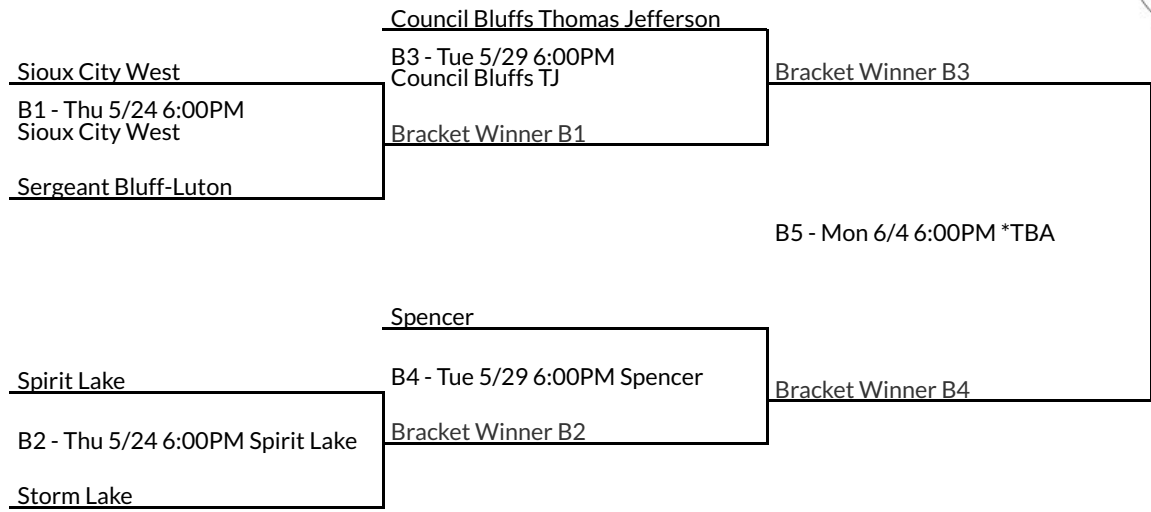 Council Bluffs Thomas Jefferson
B3 - Tue 5/29 6:00PM
Council Bluffs TJ
Sioux City West
Bracket Winner B3
B1 - Thu 5/24 6:00PM
Sioux City West
Bracket Winner B1
Sergeant Bluff-Luton
B5 - Mon 6/4 6:00PM *TBA
Spencer
Spirit Lake
B4 - Tue 5/29 6:00PM Spencer
Bracket Winner B4
B2 - Thu 5/24 6:00PM Spirit Lake
Bracket Winner B2
Storm Lake